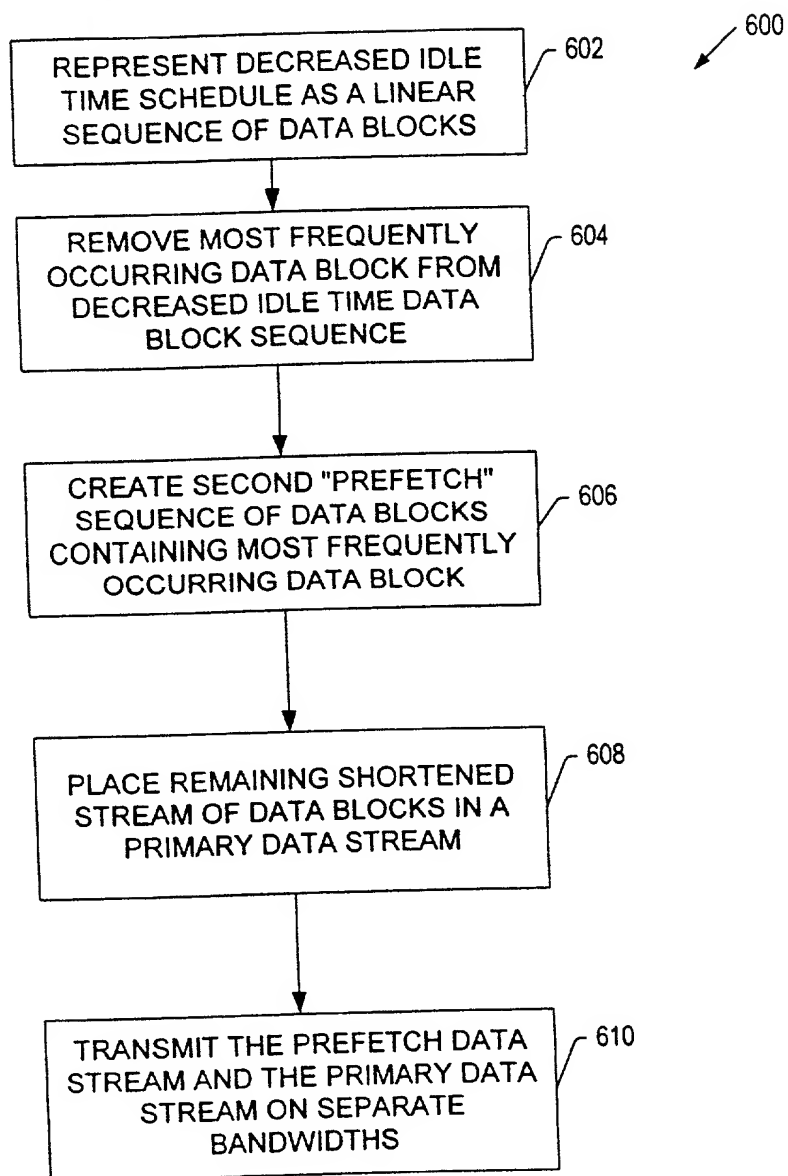 600
REPRESENT DECREASED IDLE
TIME SCHEDULE AS A LINEAR
SEQUENCE OF DATA BLOCKS
602
REMOVE MOST FREQUENTLY
OCCURRING DATA BLOCK FROM
DECREASED IDLE TIME DATA
BLOCK SEQUENCE
604
CREATE SECOND "PREFETCH"
SEQUENCE OF DATA BLOCKS
CONTAINING MOST FREQUENTLY
OCCURRING DATA BLOCK
606
PLACE REMAINING SHORTENED
STREAM OF DATA BLOCKS IN A
PRIMARY DATA STREAM
608
TRANSMIT THE PREFETCH DATA
STREAM AND THE PRIMARY DATA
STREAM ON SEPARATE
BANDWIDTHS
610